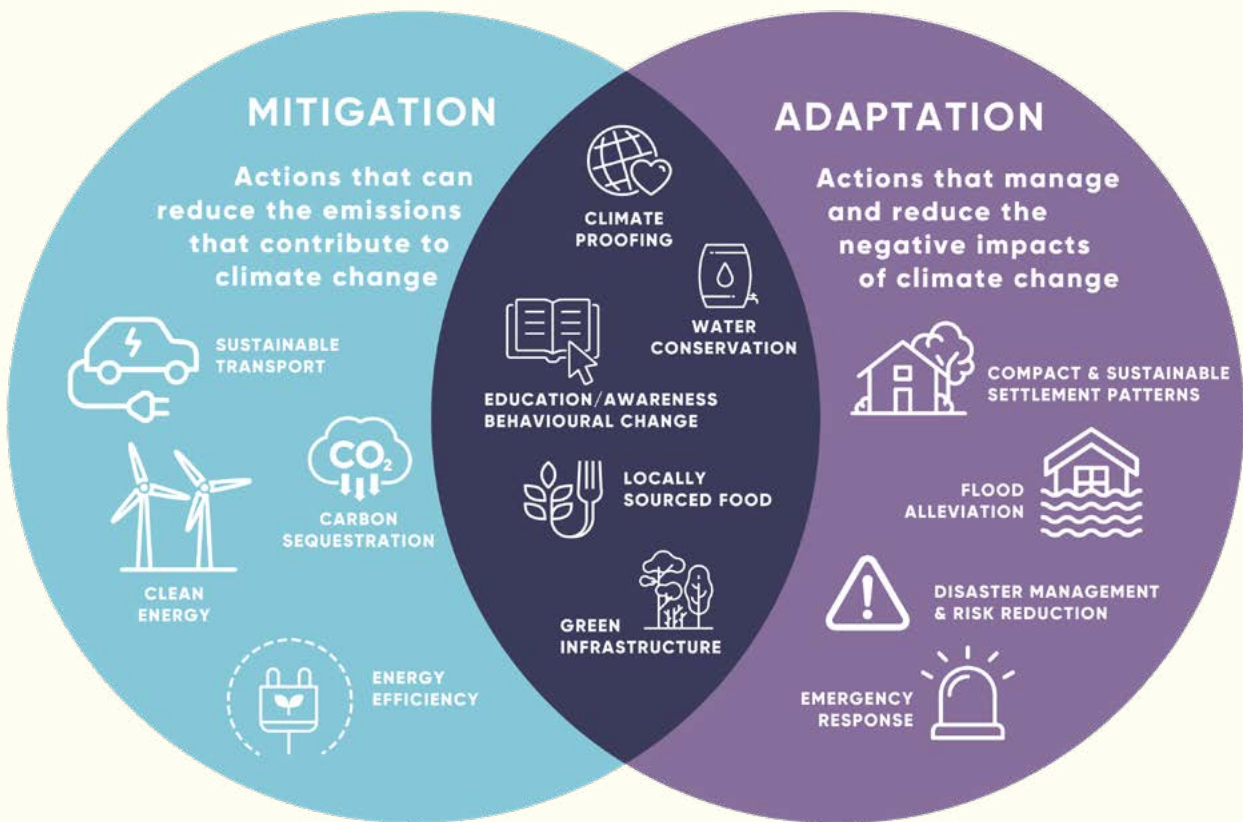 MITIGATION
Actions that can
reduce the emissions
that contribute to
climate change
SUSTAINABLE
TRANSPORT
CO₂
CARBON
SEQUESTRATION
CLEAN
ENERGY
ENERGY
EFFICIENCY
CLIMATE
PROOFING
WATER
CONSERVATION
EDUCATION/AWARENESS
BEHAVIOURAL CHANGE
LOCALLY
SOURCED FOOD
GREEN
INFRASTRUCTURE
ADAPTATION
Actions that manage
and reduce the
negative impacts
of climate change
COMPACT & SUSTAINABLE
SETTLEMENT PATTERNS
FLOOD
ALLEVIATION
DISASTER MANAGEMENT
& RISK REDUCTION
EMERGENCY
RESPONSE